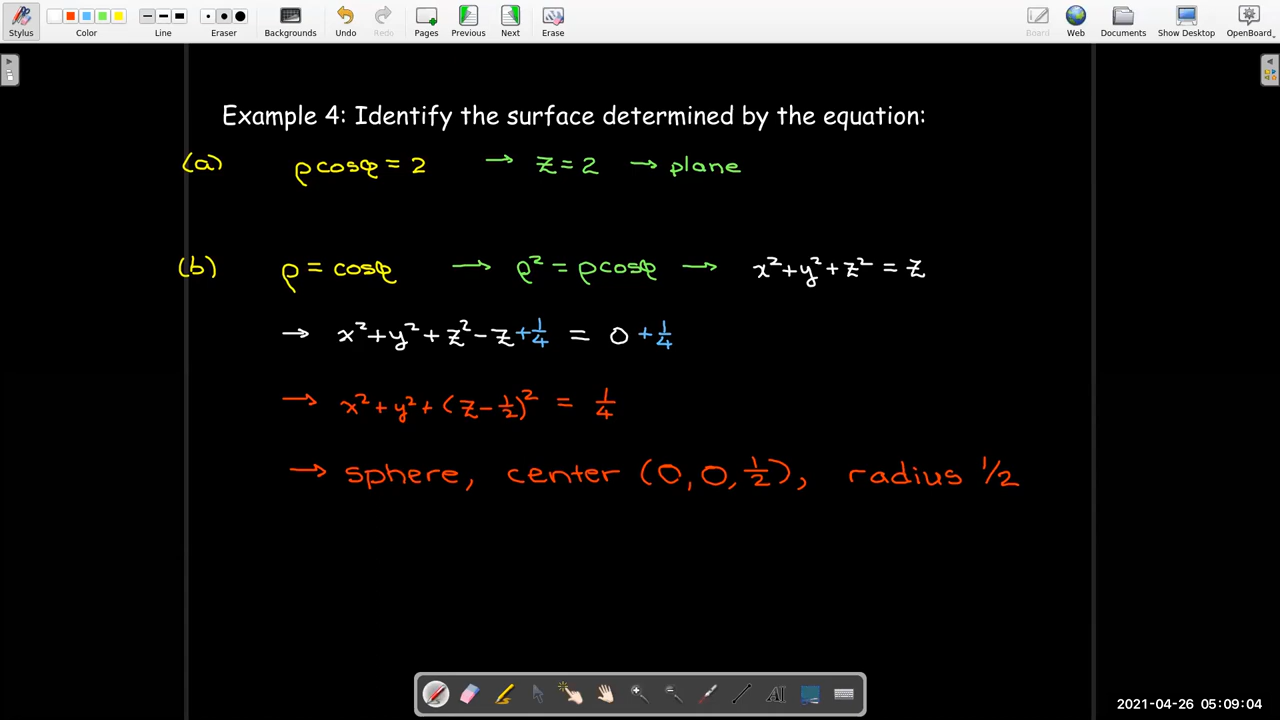 Stylus Color Line Eraser Backgrounds Undo Redo Pages Previous Next Erase Board Web Documents Show Desktop OpenBoard
Example 4: Identify the surface determined by the equation:
(a) ρcosφ = 2 → z = 2 → plane
(b) ρ = cosφ → ρ² = ρcosφ → x² + y² + z² = z
→ x² + y² + z² − z + 1/4 = 0 + 1/4
→ x² + y² + (z − 1/2)² = 1/4
→ sphere, center (0, 0, 1/2), radius 1/2
2021-04-26 05:09:04